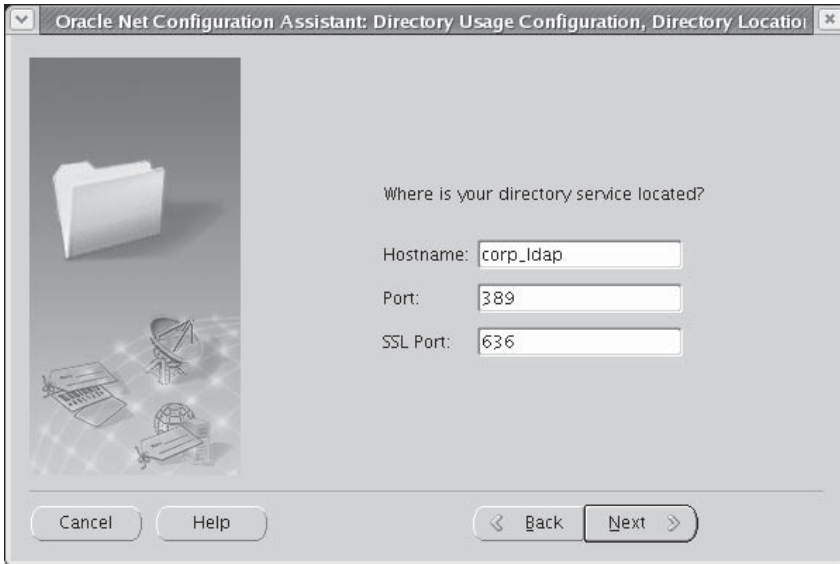 Oracle Net Configuration Assistant: Directory Usage Configuration, Directory Location
Where is your directory service located?
Hostname: corp_ldap
Port: 389
SSL Port: 636
Cancel Help Back Next